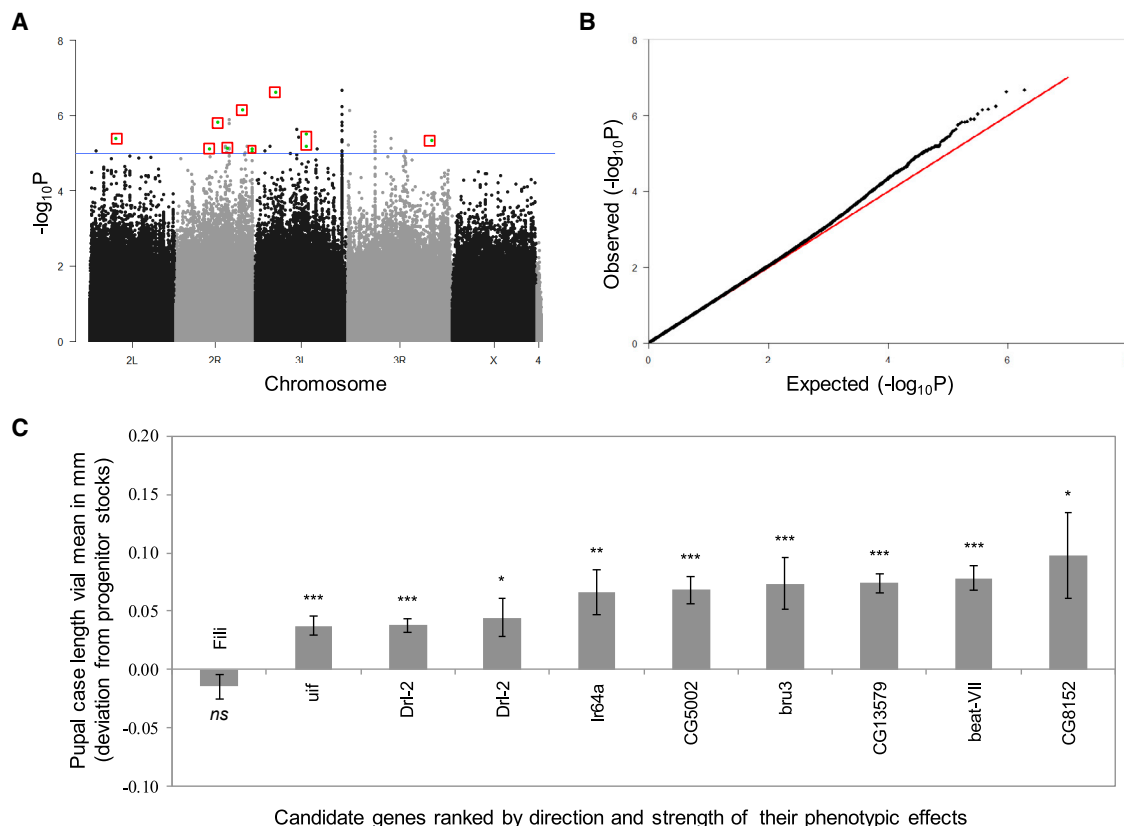 A
8
6
4
2
0
-log10P
2L
2R
3L
3R
X
4
Chromosome
B
8
6
4
2
0
Observed (-log10P)
0
2
4
6
Expected (-log10P)
C
Pupal case length vial mean in mm
(deviation from progenitor stocks)
0.20
0.15
0.10
0.05
0.00
-0.05
-0.10
Fili
ns
***
uif
***
Drl-2
*
Drl-2
**
Ir64a
***
CG5002
***
bru3
***
CG13579
***
beat-VII
*
CG8152
Candidate genes ranked by direction and strength of their phenotypic effects